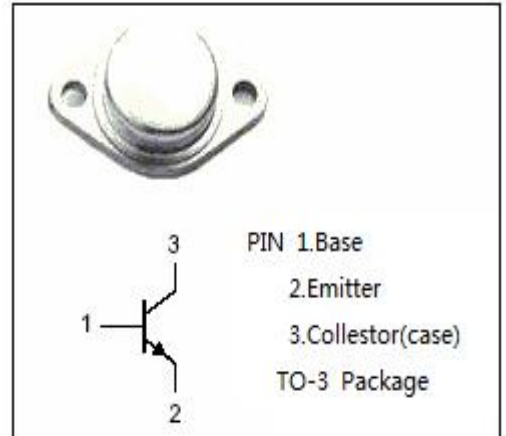 3
PIN 1.Base
2.Emitter
1
3.Collestor(case)
TO-3 Package
2